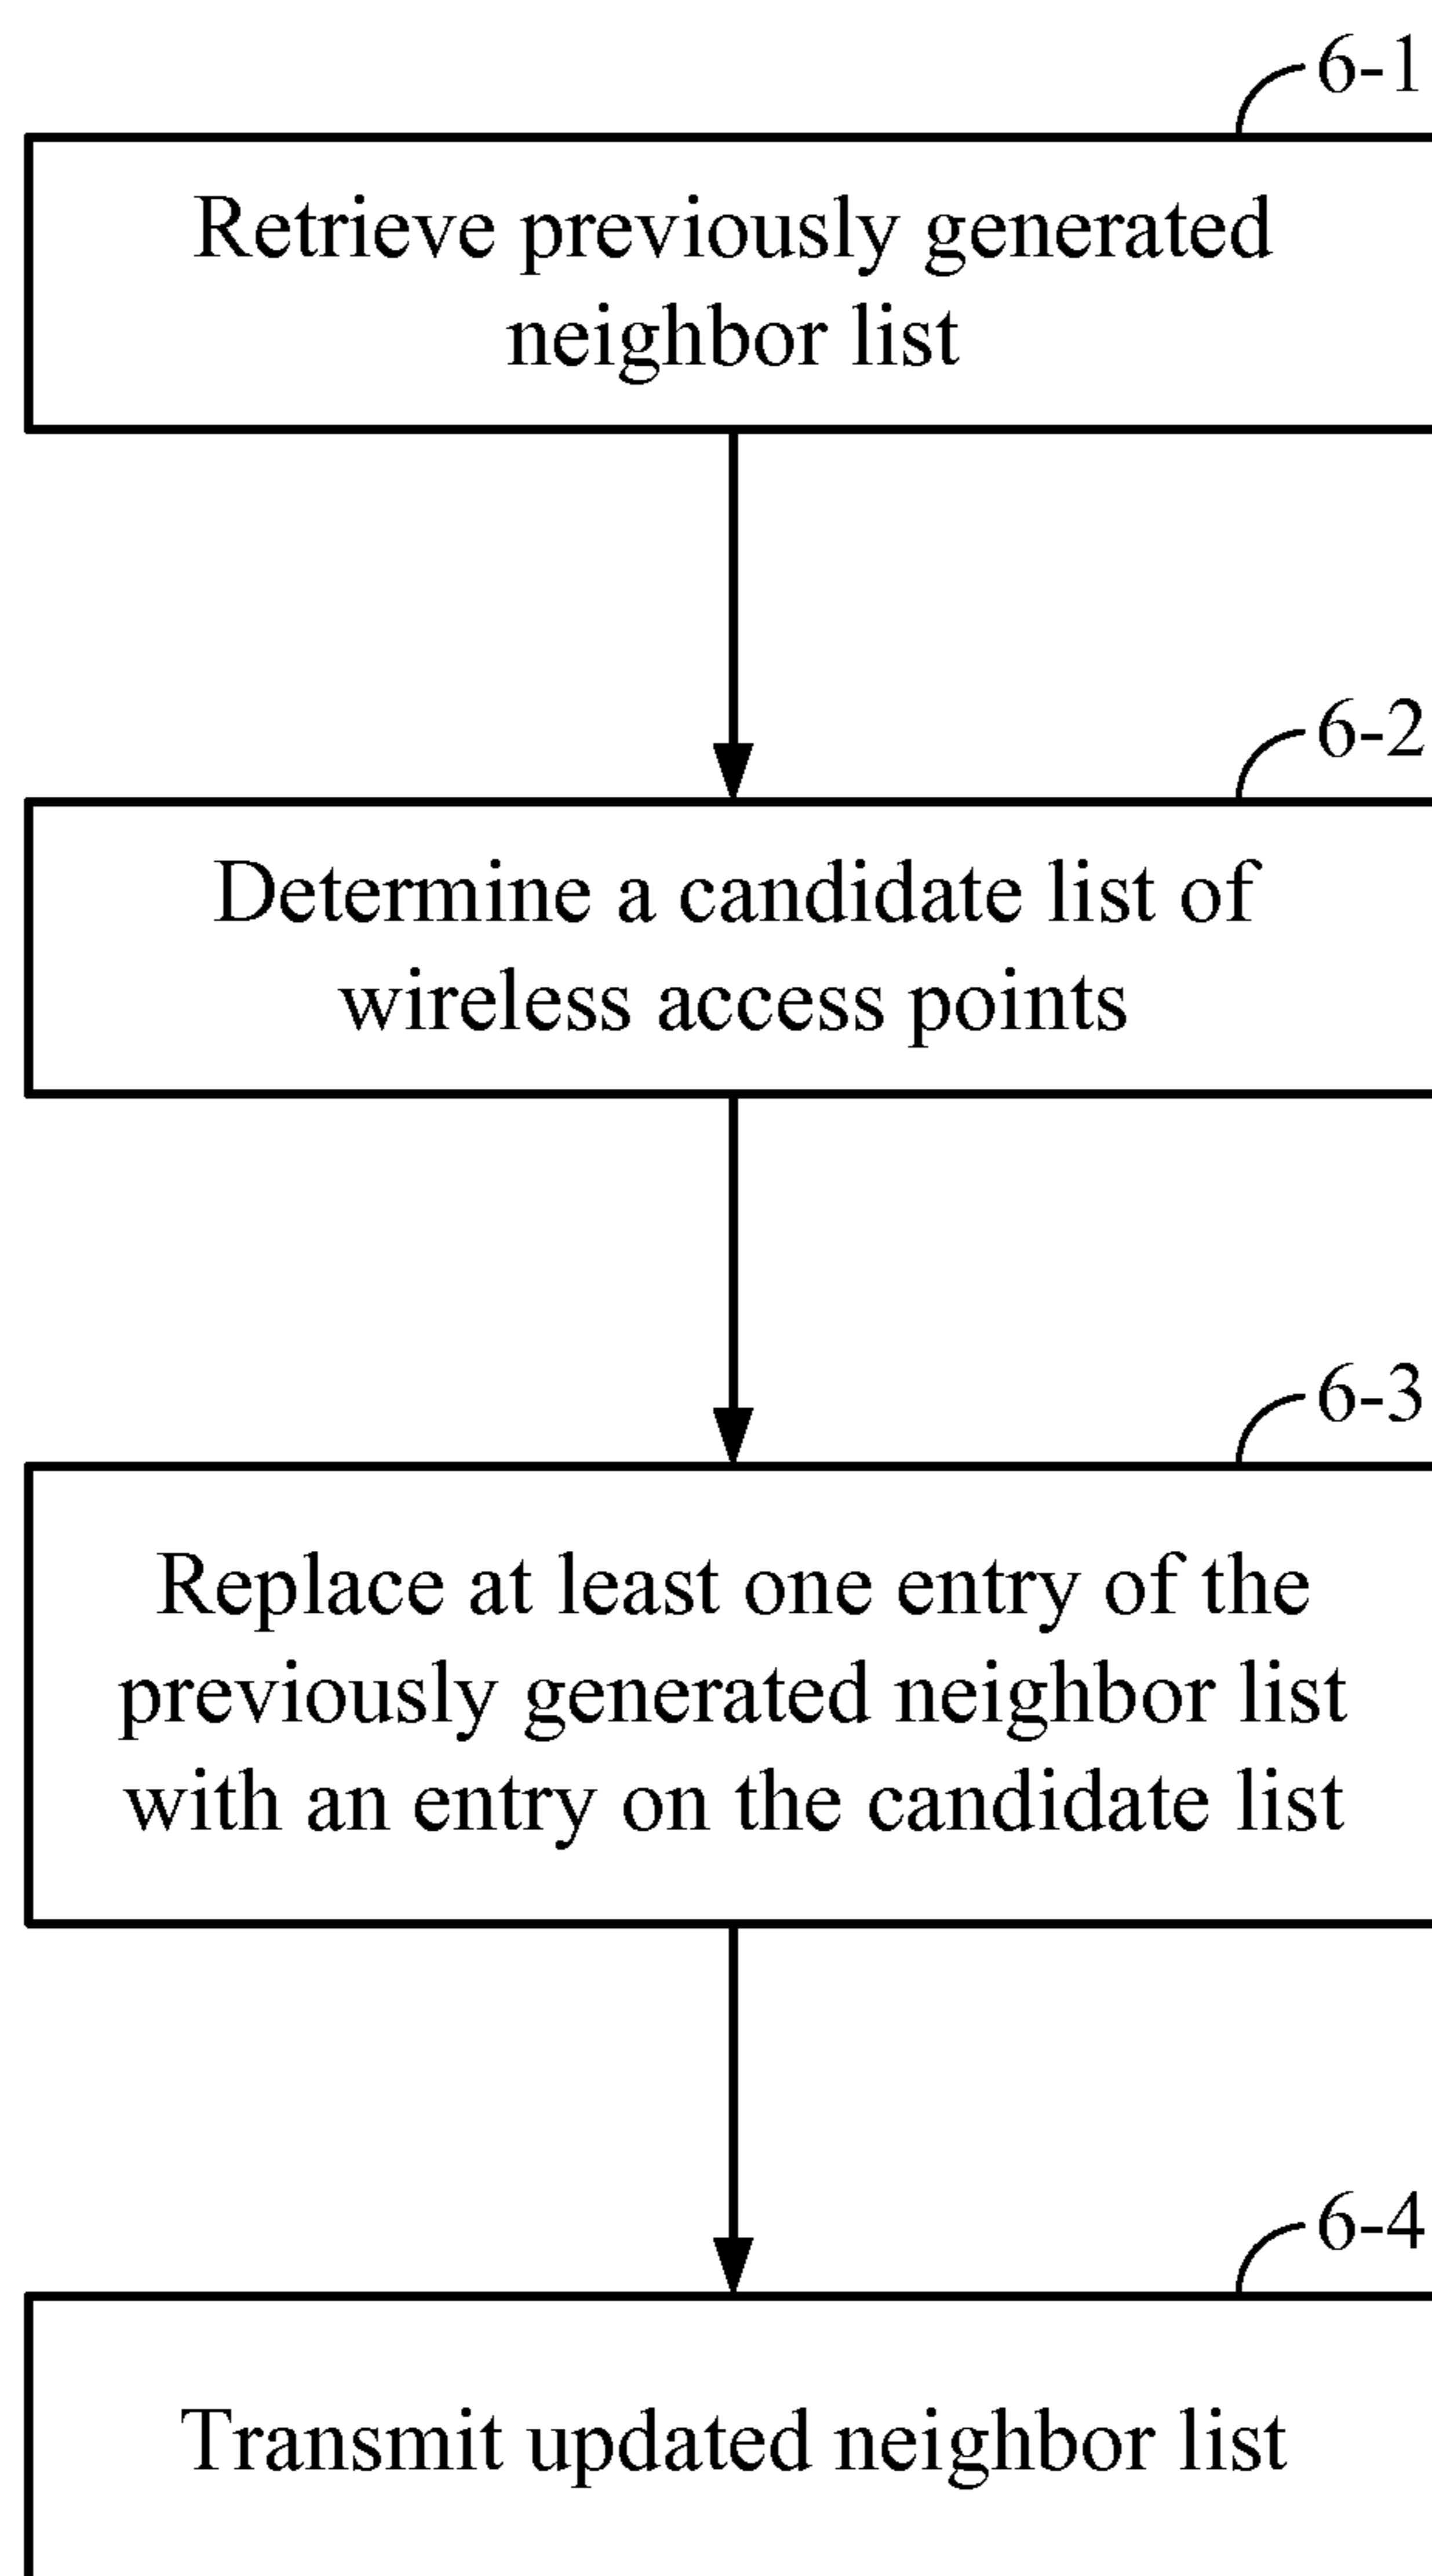 6-1
Retrieve previously generated
neighbor list
6-2
Determine a candidate list of
wireless access points
6-3
Replace at least one entry of the
previously generated neighbor list
with an entry on the candidate list
6-4
Transmit updated neighbor list